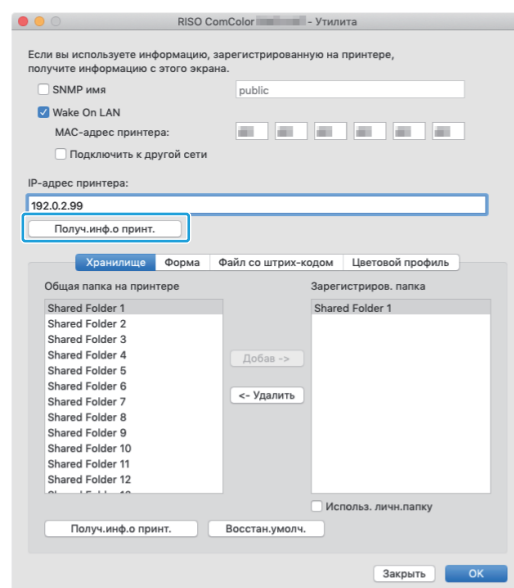 RISO ComColor - Утилита
Если вы используете информацию, зарегистрированную на принтере,
получите информацию с этого экрана.
SNMP имя
public
Wake On LAN
MAC-адрес принтера:
Подключить к другой сети
IP-адрес принтера:
192.0.2.99
Получ.инф.о принт.
Хранилище Форма Файл со штрих-кодом Цветовой профиль
Общая папка на принтере
Зарегистриров. папка
Shared Folder 1
Shared Folder 1
Shared Folder 2
Shared Folder 3
Shared Folder 4
Добав ->
Shared Folder 5
Shared Folder 6
<- Удалить
Shared Folder 7
Shared Folder 8
Shared Folder 9
Shared Folder 10
Shared Folder 11
Shared Folder 12
Использ. личн.папку
Получ.инф.о принт.
Восстан.умолч.
Закрыть
OK